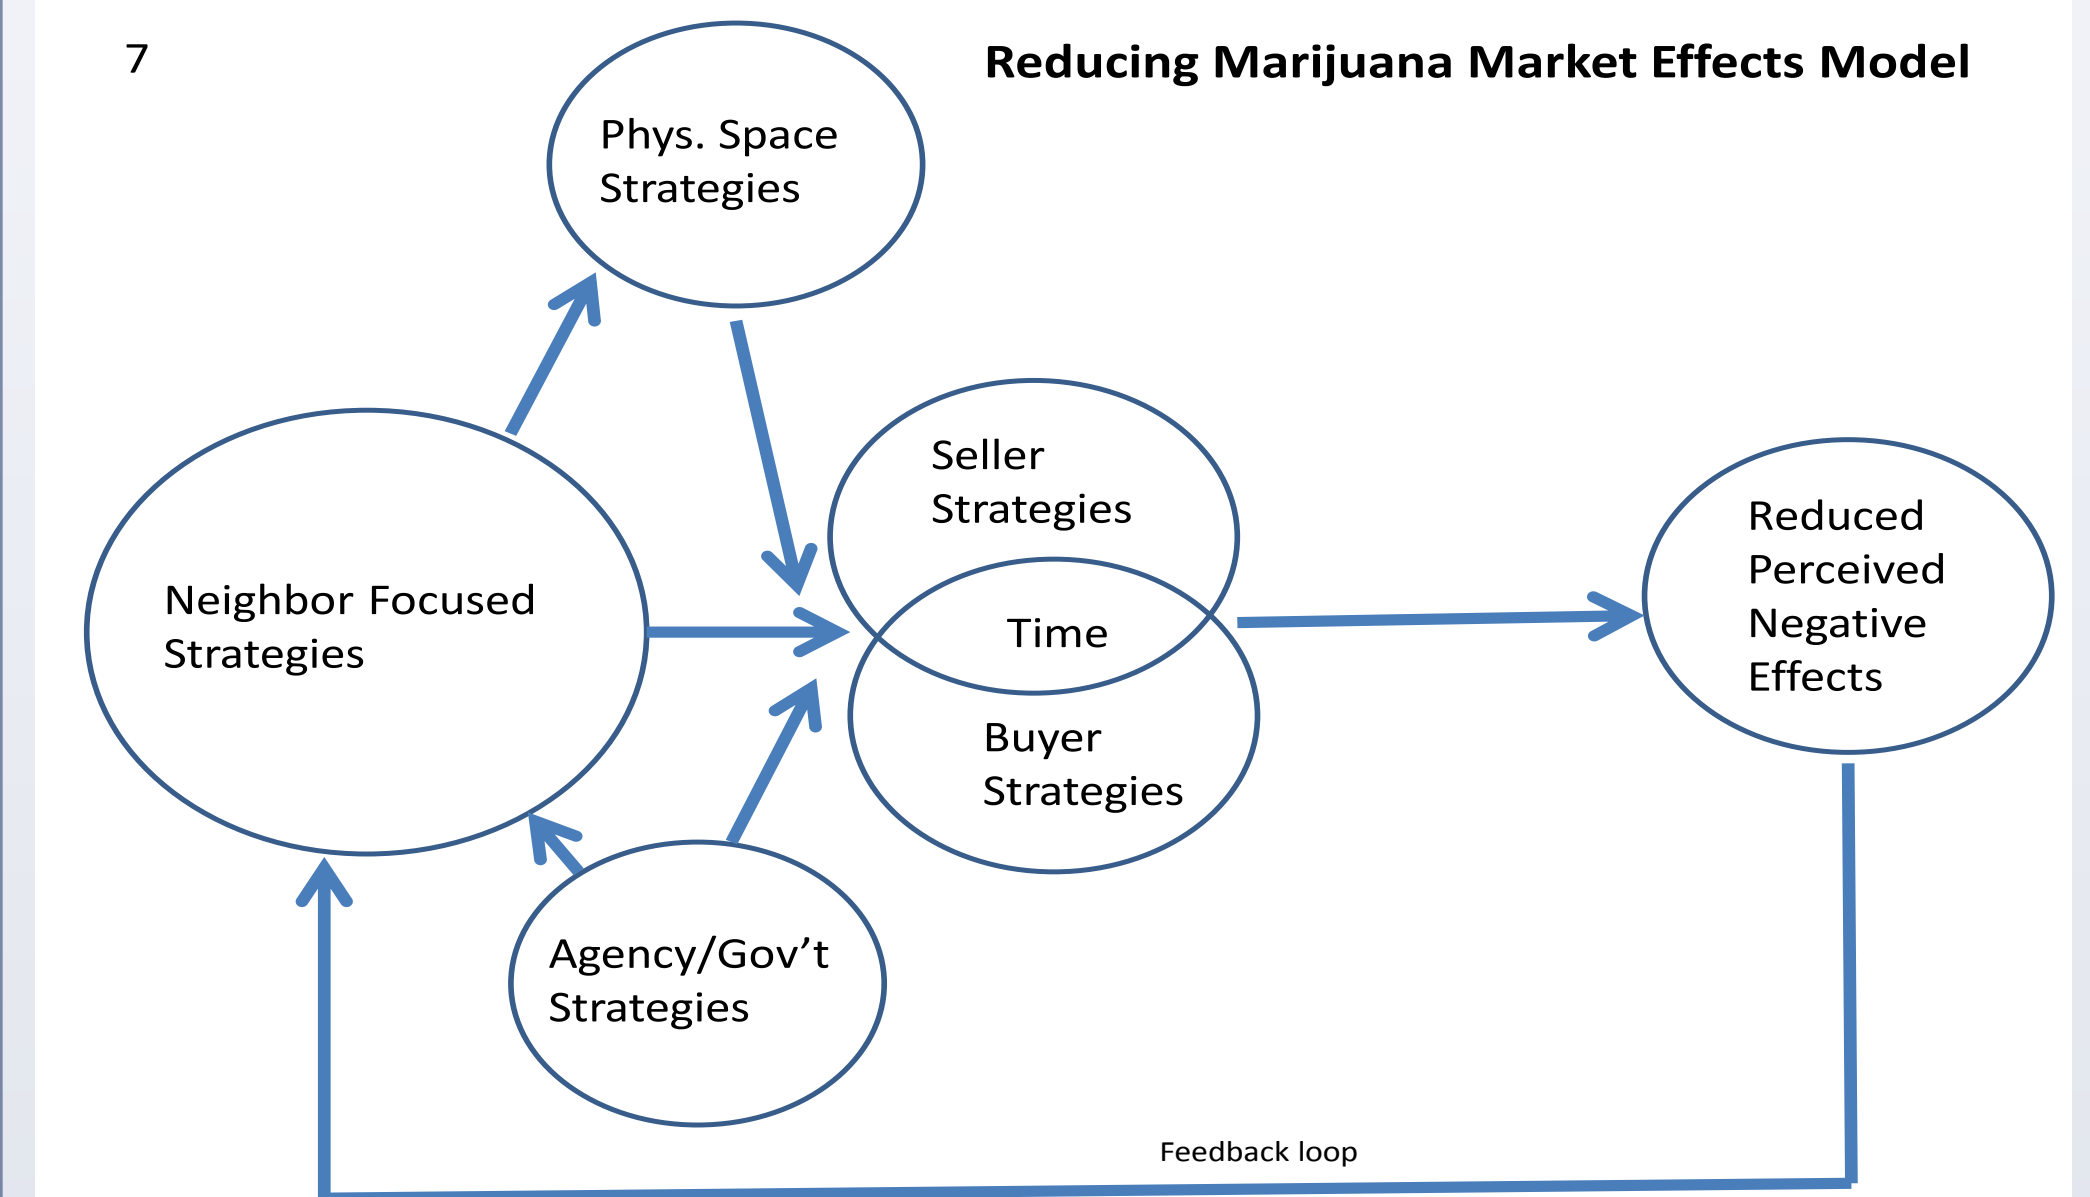 7
Reducing Marijuana Market Effects Model
Phys. Space
Strategies
Seller
Strategies
Time
Buyer
Strategies
Neighbor Focused
Strategies
Reduced
Perceived
Negative
Effects
Agency/Gov’t
Strategies
Feedback loop